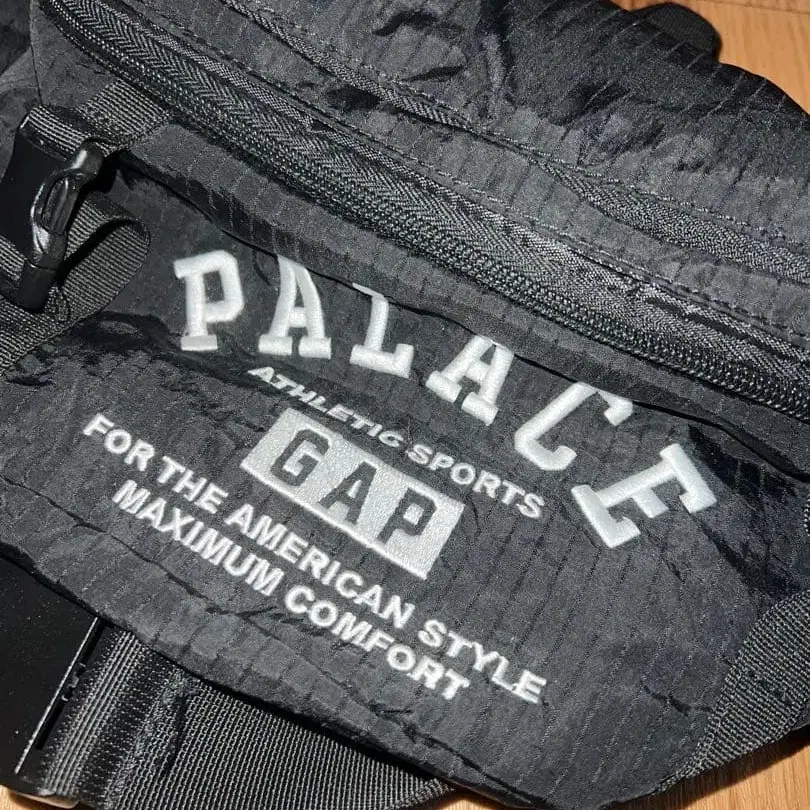 PALACE
ATHLETIC SPORTS
GAP
FOR THE AMERICAN STYLE
MAXIMUM COMFORT